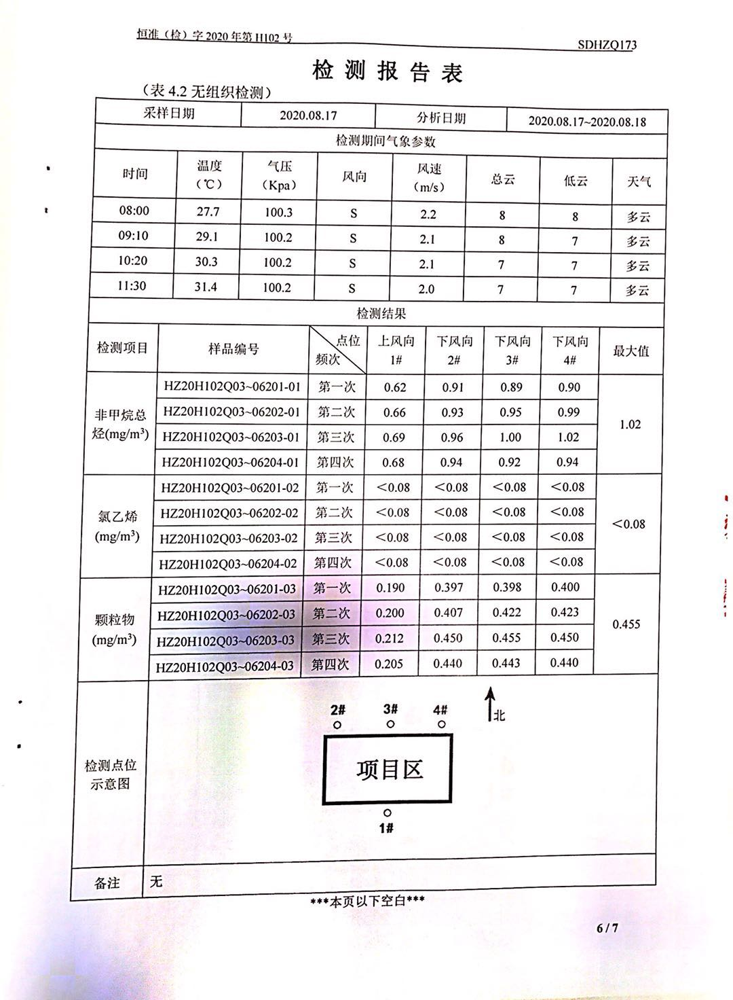 恒准（检）字 2020 年第 H102 号
SDHZQ173
检测报告表
（表 4.2 无组织检测）
采样日期 2020.08.17 分析日期 2020.08.17~2020.08.18
检测期间气象参数
时间 温度（℃） 气压（Kpa） 风向 风速（m/s） 总云 低云 天气
08:00 27.7 100.3 S 2.2 8 8 多云
09:10 29.1 100.2 S 2.1 8 7 多云
10:20 30.3 100.2 S 2.1 7 7 多云
11:30 31.4 100.2 S 2.0 7 7 多云
检测结果
检测项目 样品编号 点位 频次 上风向 1# 下风向 2# 下风向 3# 下风向 4# 最大值
非甲烷总烃(mg/m³) HZ20H102Q03~06201-01 第一次 0.62 0.91 0.89 0.90 1.02
HZ20H102Q03~06202-01 第二次 0.66 0.93 0.95 0.99
HZ20H102Q03~06203-01 第三次 0.69 0.96 1.00 1.02
HZ20H102Q03~06204-01 第四次 0.68 0.94 0.92 0.94
氯乙烯(mg/m³) HZ20H102Q03~06201-02 第一次 <0.08 <0.08 <0.08 <0.08 <0.08
HZ20H102Q03~06202-02 第二次 <0.08 <0.08 <0.08 <0.08
HZ20H102Q03~06203-02 第三次 <0.08 <0.08 <0.08 <0.08
HZ20H102Q03~06204-02 第四次 <0.08 <0.08 <0.08 <0.08
颗粒物(mg/m³) HZ20H102Q03~06201-03 第一次 0.190 0.397 0.398 0.400 0.455
HZ20H102Q03~06202-03 第二次 0.200 0.407 0.422 0.423
HZ20H102Q03~06203-03 第三次 0.212 0.450 0.455 0.450
HZ20H102Q03~06204-03 第四次 0.205 0.440 0.443 0.440
检测点位示意图
2# 3# 4# 北
项目区
1#
备注 无
***本页以下空白***
6 / 7